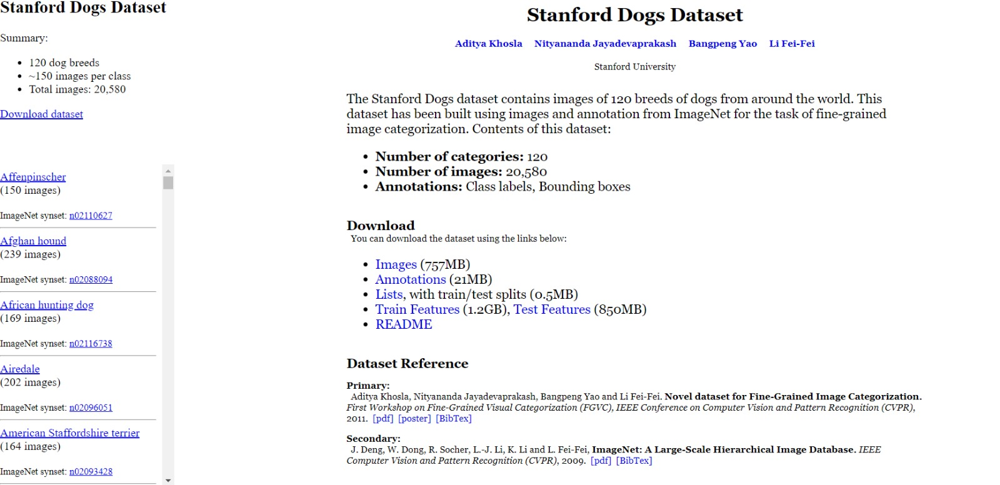 Stanford Dogs Dataset
Summary:
• 120 dog breeds
• ~150 images per class
• Total images: 20,580
Download dataset
Affenpinscher
(150 images)
ImageNet synset: n02110627
Afghan hound
(239 images)
ImageNet synset: n02088094
African hunting dog
(169 images)
ImageNet synset: n02116738
Airedale
(202 images)
ImageNet synset: n02096051
American Staffordshire terrier
(164 images)
ImageNet synset: n02093428
Stanford Dogs Dataset
Aditya Khosla Nityananda Jayadevaprakash Bangpeng Yao Li Fei-Fei
Stanford University
The Stanford Dogs dataset contains images of 120 breeds of dogs from around the world. This
dataset has been built using images and annotation from ImageNet for the task of fine-grained
image categorization. Contents of this dataset:
• Number of categories: 120
• Number of images: 20,580
• Annotations: Class labels, Bounding boxes
Download
You can download the dataset using the links below:
• Images (757MB)
• Annotations (21MB)
• Lists, with train/test splits (0.5MB)
• Train Features (1.2GB), Test Features (850MB)
• README
Dataset Reference
Primary:
Aditya Khosla, Nityananda Jayadevaprakash, Bangpeng Yao and Li Fei-Fei. Novel dataset for Fine-Grained Image Categorization.
First Workshop on Fine-Grained Visual Categorization (FGVC), IEEE Conference on Computer Vision and Pattern Recognition (CVPR),
2011. [pdf] [poster] [BibTex]
Secondary:
J. Deng, W. Dong, R. Socher, L.-J. Li, K. Li and L. Fei-Fei, ImageNet: A Large-Scale Hierarchical Image Database. IEEE
Computer Vision and Pattern Recognition (CVPR), 2009. [pdf] [BibTex]